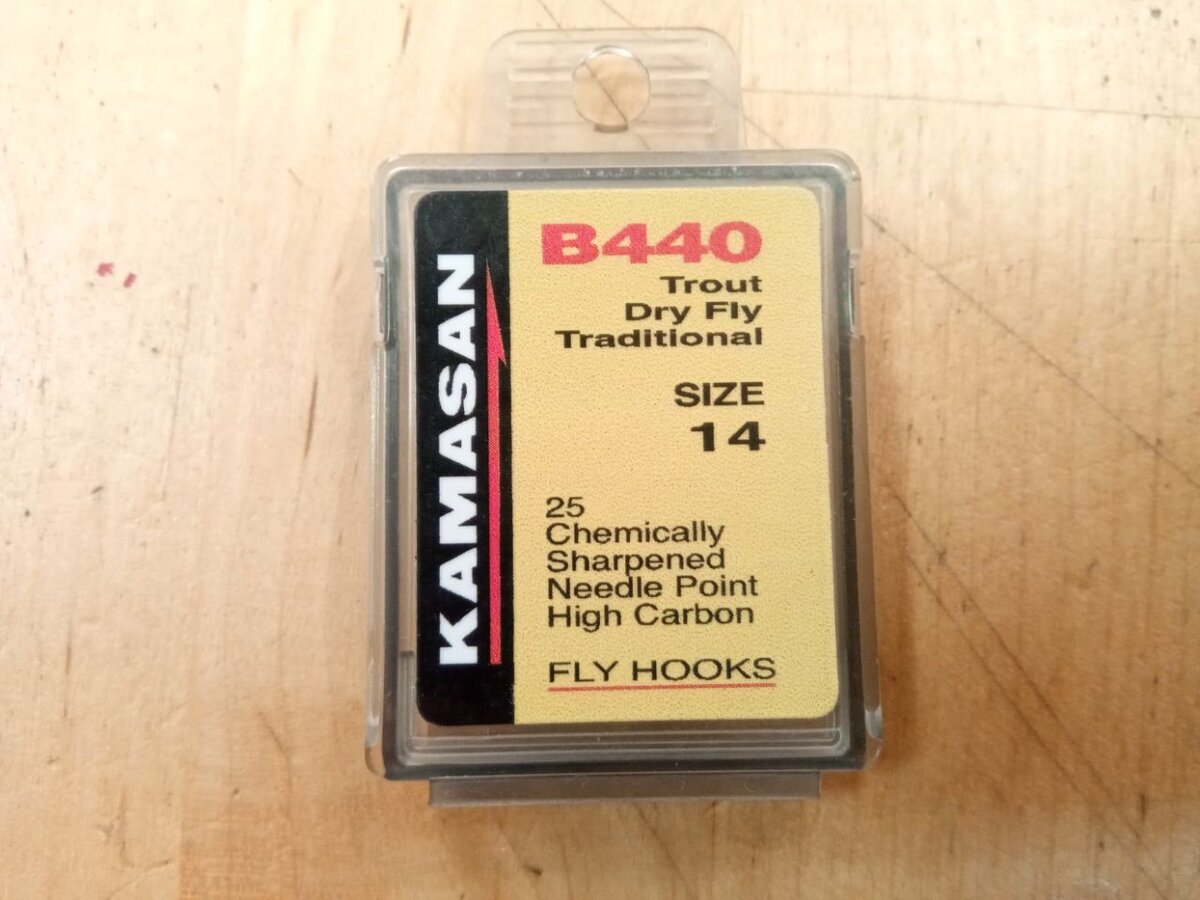 KAMASAN
B440
Trout
Dry Fly
Traditional
SIZE
14
25
Chemically
Sharpened
Needle Point
High Carbon
FLY HOOKS